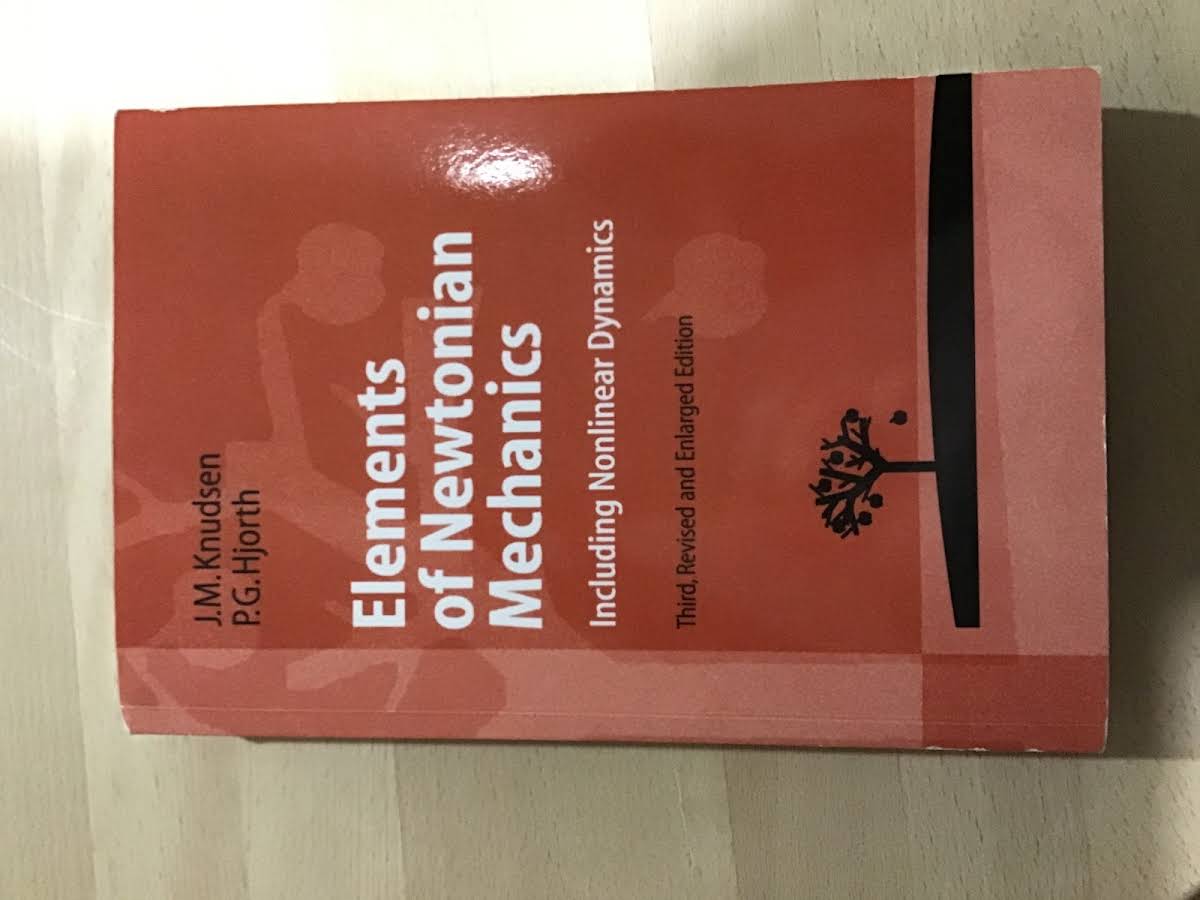 J.M. Knudsen
P.G. Hjorth
Elements
of Newtonian
Mechanics
Including Nonlinear Dynamics
Third, Revised and Enlarged Edition